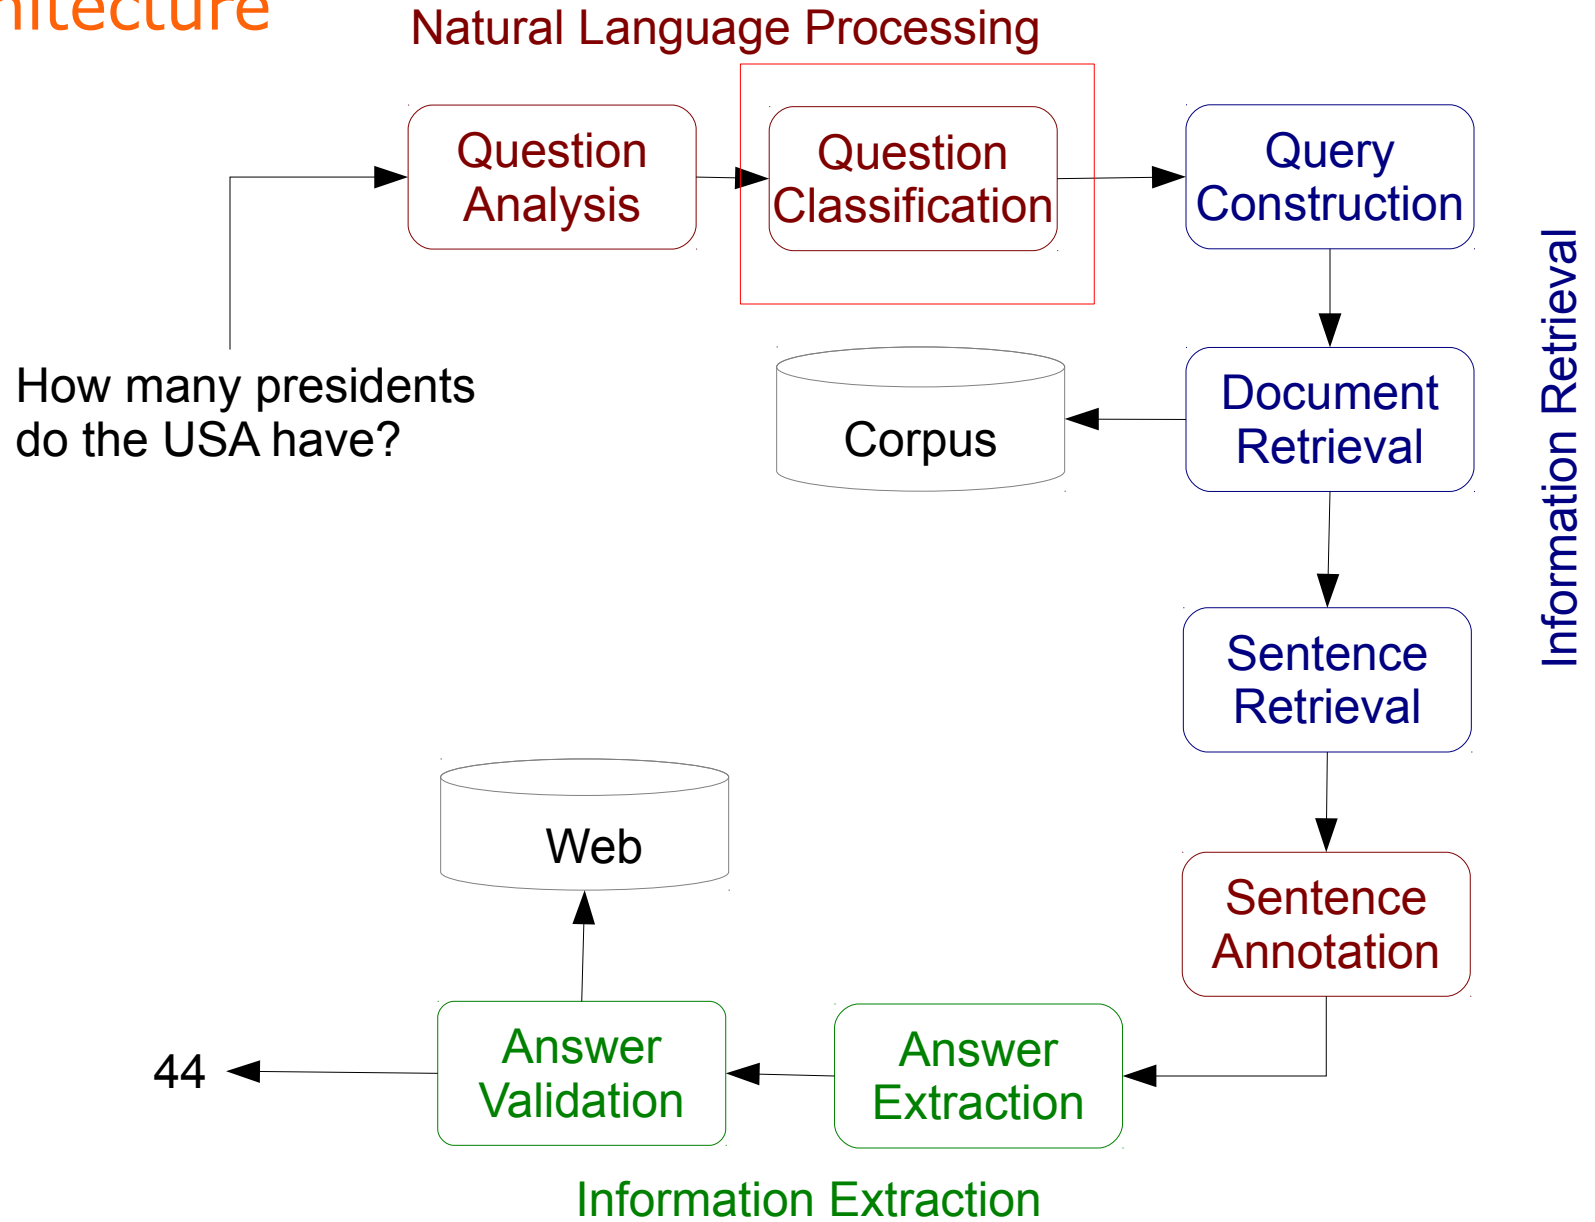 Natural Language Processing
Question
Analysis
Question
Classification
Query
Construction
Information Retrieval
How many presidents
do the USA have?
Corpus
Document
Retrieval
Sentence
Retrieval
Web
Sentence
Annotation
44
Answer
Validation
Answer
Extraction
Information Extraction